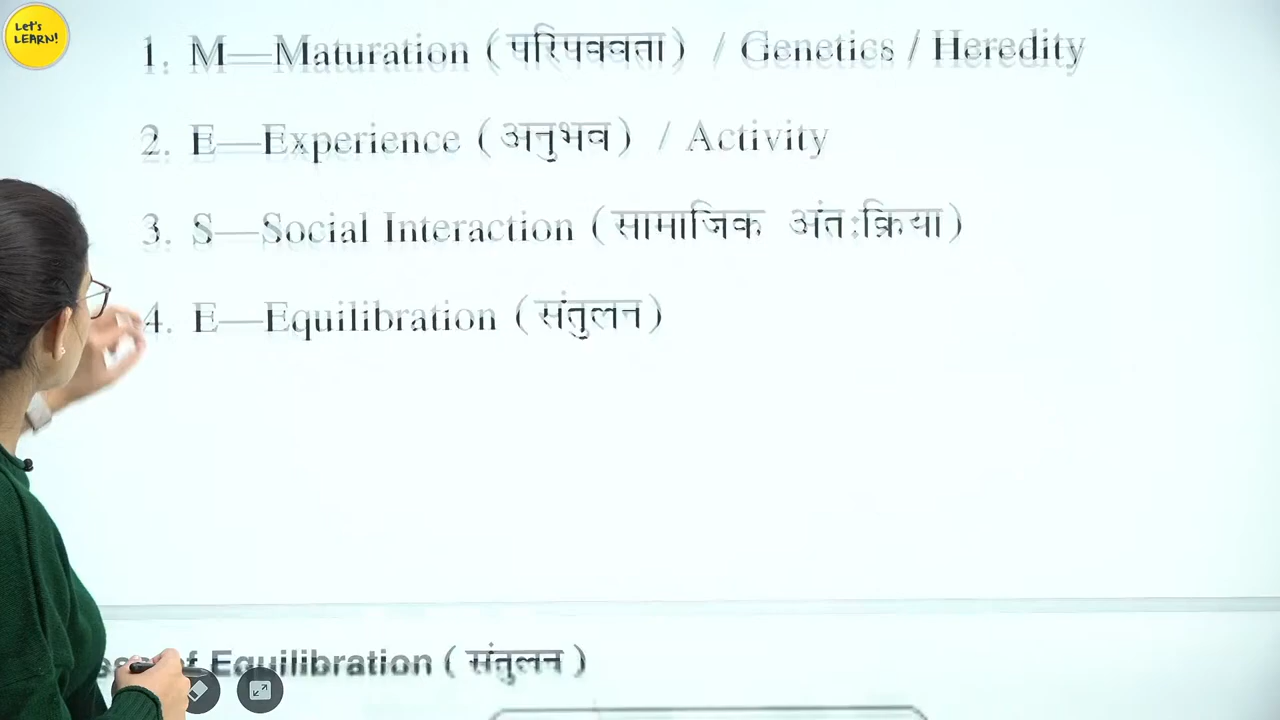 Let's
LEARN!
1. M—Maturation (परिपक्वता) / Genetics / Heredity
2. E—Experience (अनुभव) / Activity
3. S—Social Interaction (सामाजिक अंत:क्रिया)
4. E—Equilibration (संतुलन)
of Equilibration (संतुलन)